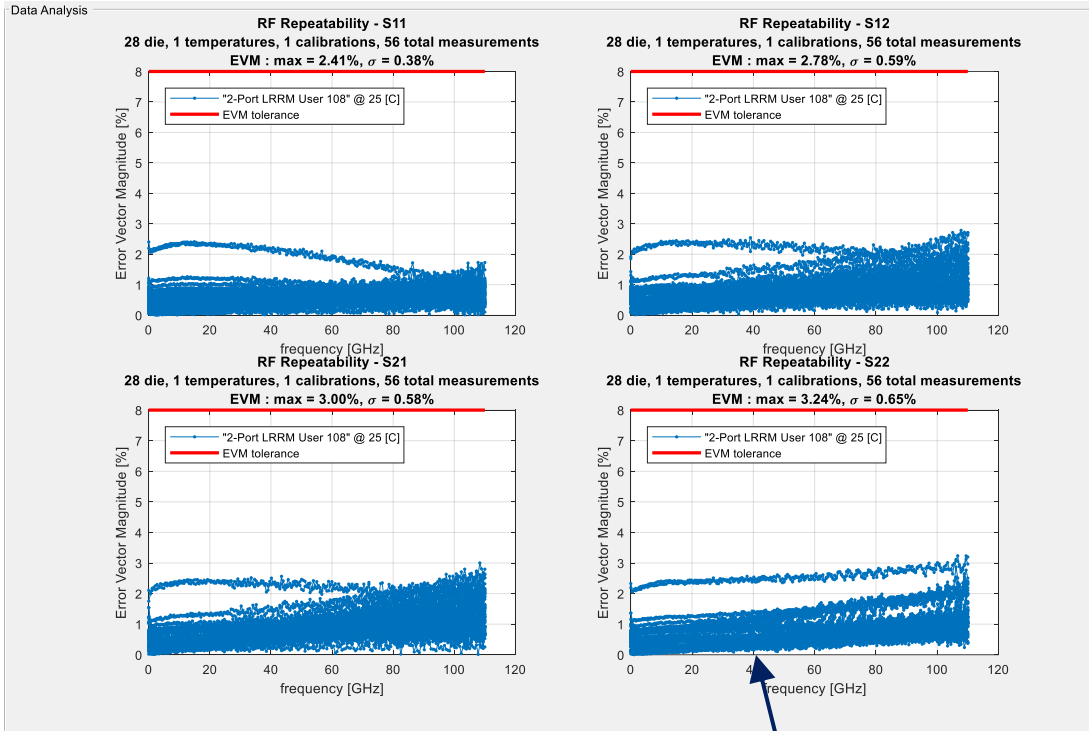 Data Analysis
RF Repeatability - S11
28 die, 1 temperatures, 1 calibrations, 56 total measurements
EVM : max = 2.41%, σ = 0.38%
Error Vector Magnitude [%]
8
7
6
5
4
3
2
1
0
"2-Port LRRM User 108" @ 25 [C]
EVM tolerance
0 20 40 60 80 100 120
frequency [GHz]
RF Repeatability - S12
28 die, 1 temperatures, 1 calibrations, 56 total measurements
EVM : max = 2.78%, σ = 0.59%
Error Vector Magnitude [%]
8
7
6
5
4
3
2
1
0
"2-Port LRRM User 108" @ 25 [C]
EVM tolerance
0 20 40 60 80 100 120
frequency [GHz]
RF Repeatability - S21
28 die, 1 temperatures, 1 calibrations, 56 total measurements
EVM : max = 3.00%, σ = 0.58%
Error Vector Magnitude [%]
8
7
6
5
4
3
2
1
0
"2-Port LRRM User 108" @ 25 [C]
EVM tolerance
0 20 40 60 80 100 120
frequency [GHz]
RF Repeatability - S22
28 die, 1 temperatures, 1 calibrations, 56 total measurements
EVM : max = 3.24%, σ = 0.65%
Error Vector Magnitude [%]
8
7
6
5
4
3
2
1
0
"2-Port LRRM User 108" @ 25 [C]
EVM tolerance
0 20 4 60 80 100 120
frequency [GHz]